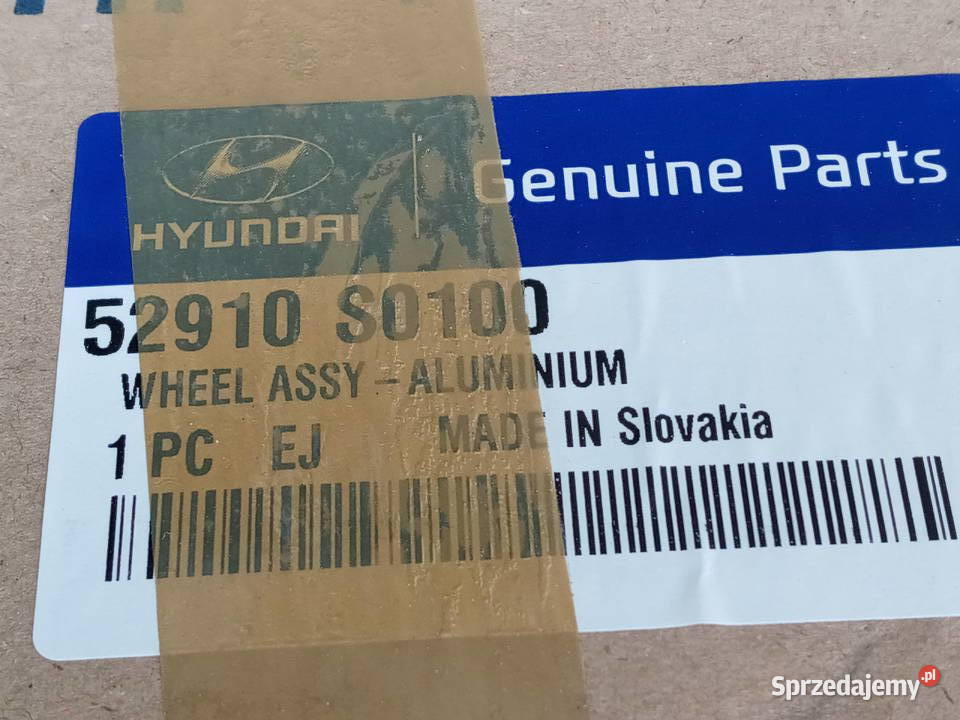 HYUNDAI | Genuine Parts
52910 S0100
WHEEL ASSY - ALUMINIUM
1 PC EJ MADE IN Slovakia
Sprzedajemy.pl